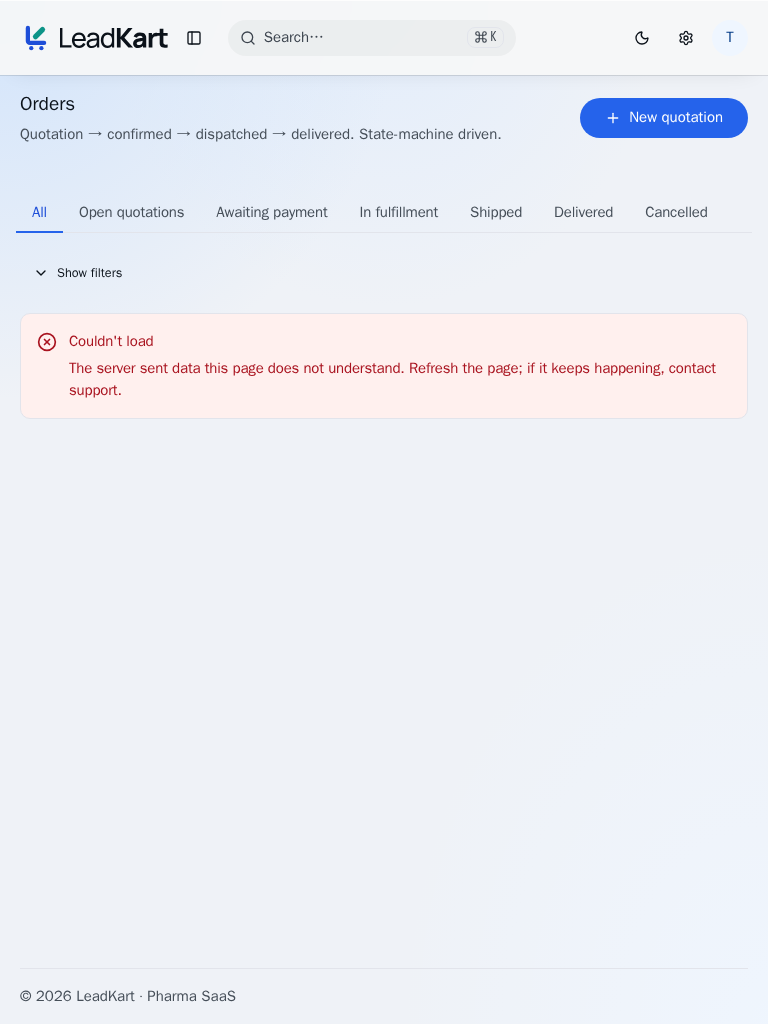 LeadKart
Search…
⌘K
T
Orders
Quotation → confirmed → dispatched → delivered. State-machine driven.
+ New quotation
All
Open quotations
Awaiting payment
In fulfillment
Shipped
Delivered
Cancelled
Show filters
Couldn't load
The server sent data this page does not understand. Refresh the page; if it keeps happening, contact
support.
© 2026 LeadKart · Pharma SaaS